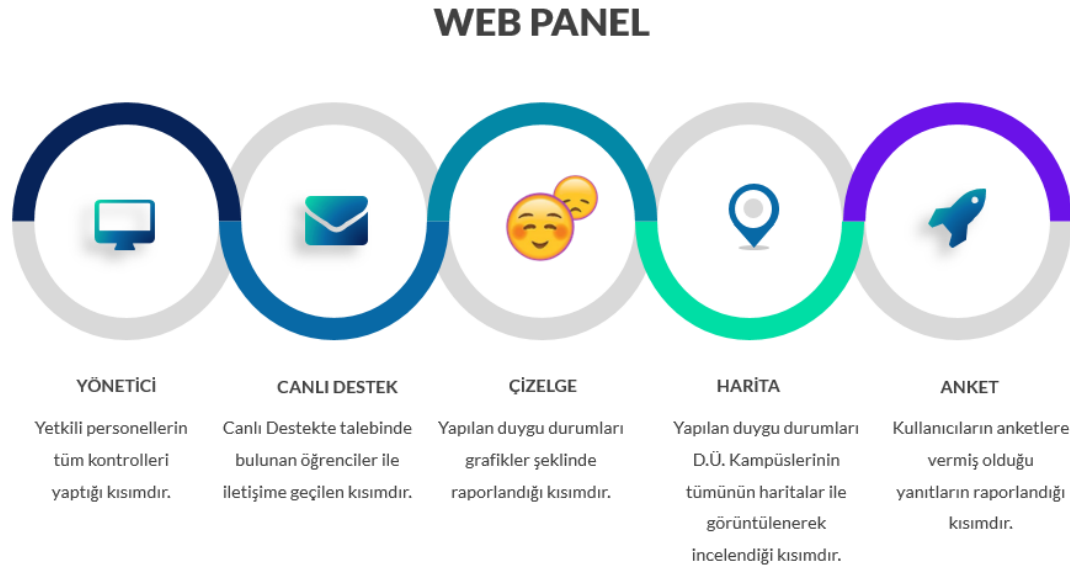 WEB PANEL
YÖNETİCİ
Yetkili personellerin
tüm kontrolleri
yaptığı kısımdır.
CANLI DESTEK
Canlı Destekte talebinde
bulunan öğrenciler ile
iletişime geçilen kısımdır.
ÇİZELGE
Yapılan duygu durumları
grafikler şeklinde
raporlandığı kısımdır.
HARİTA
Yapılan duygu durumları
D.Ü. Kampüslerinin
tümünün haritalar ile
görüntülenerek
incelendiği kısımdır.
ANKET
Kullanıcıların anketlere
vermiş olduğu
yanıtların raporlandığı
kısımdır.